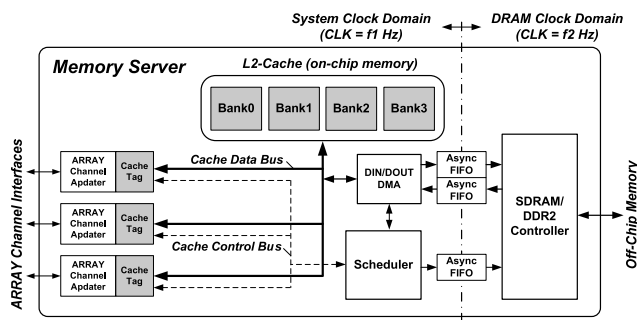 System Clock Domain
(CLK = f1 Hz)
DRAM Clock Domain
(CLK = f2 Hz)
Memory Server
L2-Cache (on-chip memory)
Bank0
Bank1
Bank2
Bank3
ARRAY Channel Interfaces
ARRAY
Channel
Apdater
Cache
Tag
ARRAY
Channel
Apdater
Cache
Tag
ARRAY
Channel
Apdater
Cache
Tag
Cache Data Bus
Cache Control Bus
DIN/DOUT
DMA
Scheduler
Async
FIFO
Async
FIFO
Async
FIFO
SDRAM/
DDR2
Controller
Off-Chip Memory